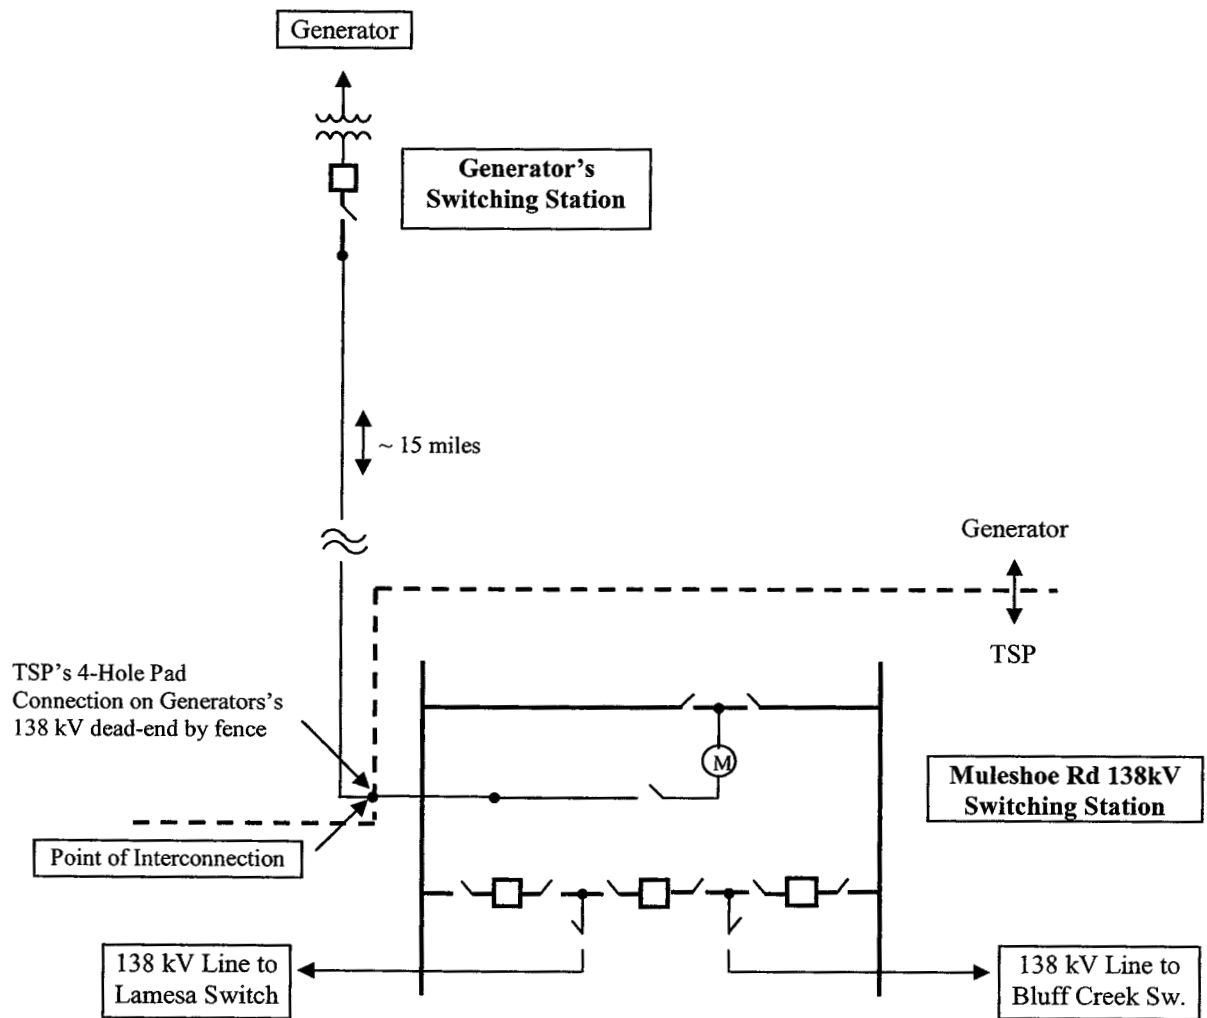 Generator
Generator's
Switching Station
~ 15 miles
Generator
TSP
TSP's 4-Hole Pad
Connection on Generators's
138 kV dead-end by fence
M
Muleshoe Rd 138kV
Switching Station
Point of Interconnection
138 kV Line to
Lamesa Switch
138 kV Line to
Bluff Creek Sw.